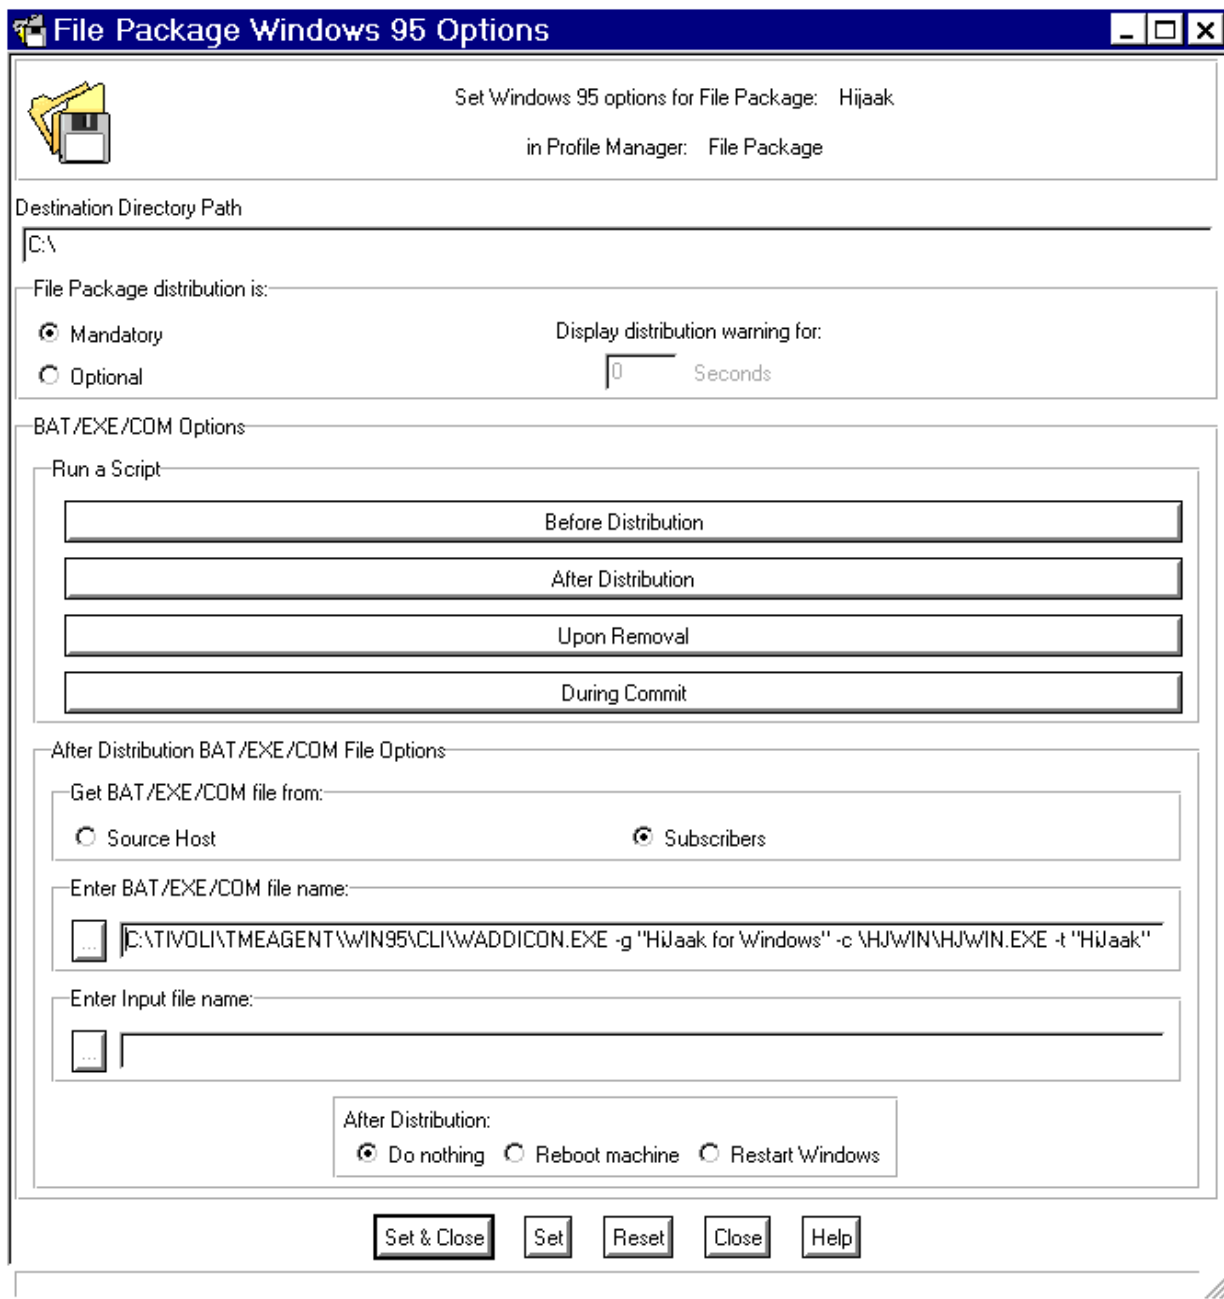 File Package Windows 95 Options
Set Windows 95 options for File Package: Hijaak
in Profile Manager: File Package
Destination Directory Path
C:\
File Package distribution is:
Mandatory
Display distribution warning for:
Optional
0 Seconds
BAT/EXE/COM Options
Run a Script
Before Distribution
After Distribution
Upon Removal
During Commit
After Distribution BAT/EXE/COM File Options
Get BAT/EXE/COM file from:
Source Host Subscribers
Enter BAT/EXE/COM file name:
... C:\TIVOLI\TMEAGENT\WIN95\CLI\WADDICON.EXE -g "HiJaak for Windows" -c \HJWIN\HJWIN.EXE -t "HiJaak"
Enter Input file name:
...
After Distribution:
Do nothing Reboot machine Restart Windows
Set & Close Set Reset Close Help